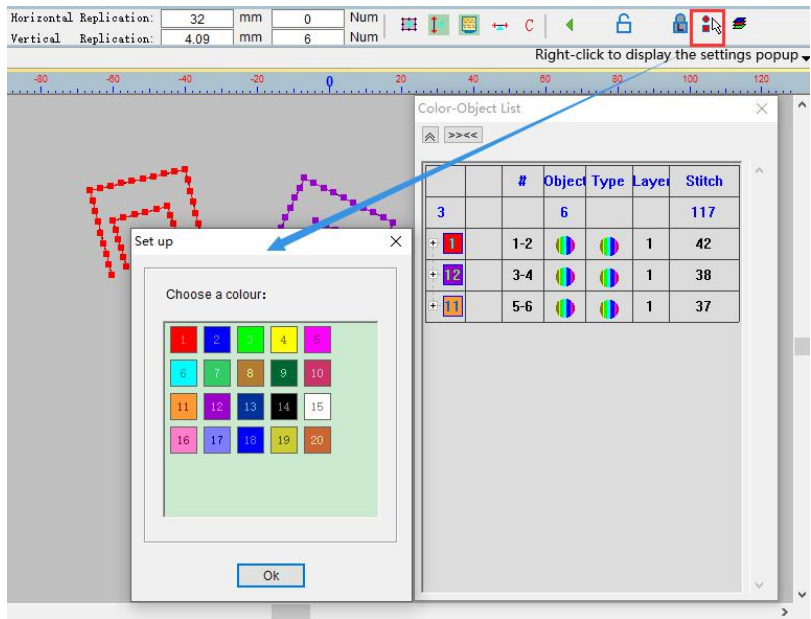 Horizontal Replication: 32 mm 0 Num
Vertical Replication: 4.09 mm 6 Num
C
L
Right-click to display the settings popup
-80 -60 -40 -20 0 20 40 60 80 100 120
Color-Object List
>><<
# Object Type Layer Stitch
3 6 117
1 1-2 1 42
12 3-4 1 38
11 5-6 1 37
Set up
Choose a colour:
1 2 3 4 5
6 7 8 9 10
11 12 13 14 15
16 17 18 19 20
Ok